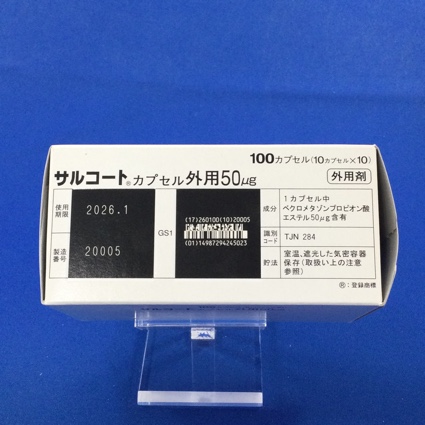 100カプセル(10カプセル×10)
サルコート®カプセル外用50μg
外用剤
使用期限
2026.1
製造番号
20005
GS1
(17)260100(10)20005
(01)14987294245023
成分
1カプセル中
ベクロメタゾンプロピオン酸
エステル50μg含有
識別コード
TJN 284
貯法
室温、遮光した気密容器
保存(取扱い上の注意
参照)
®:登録商標